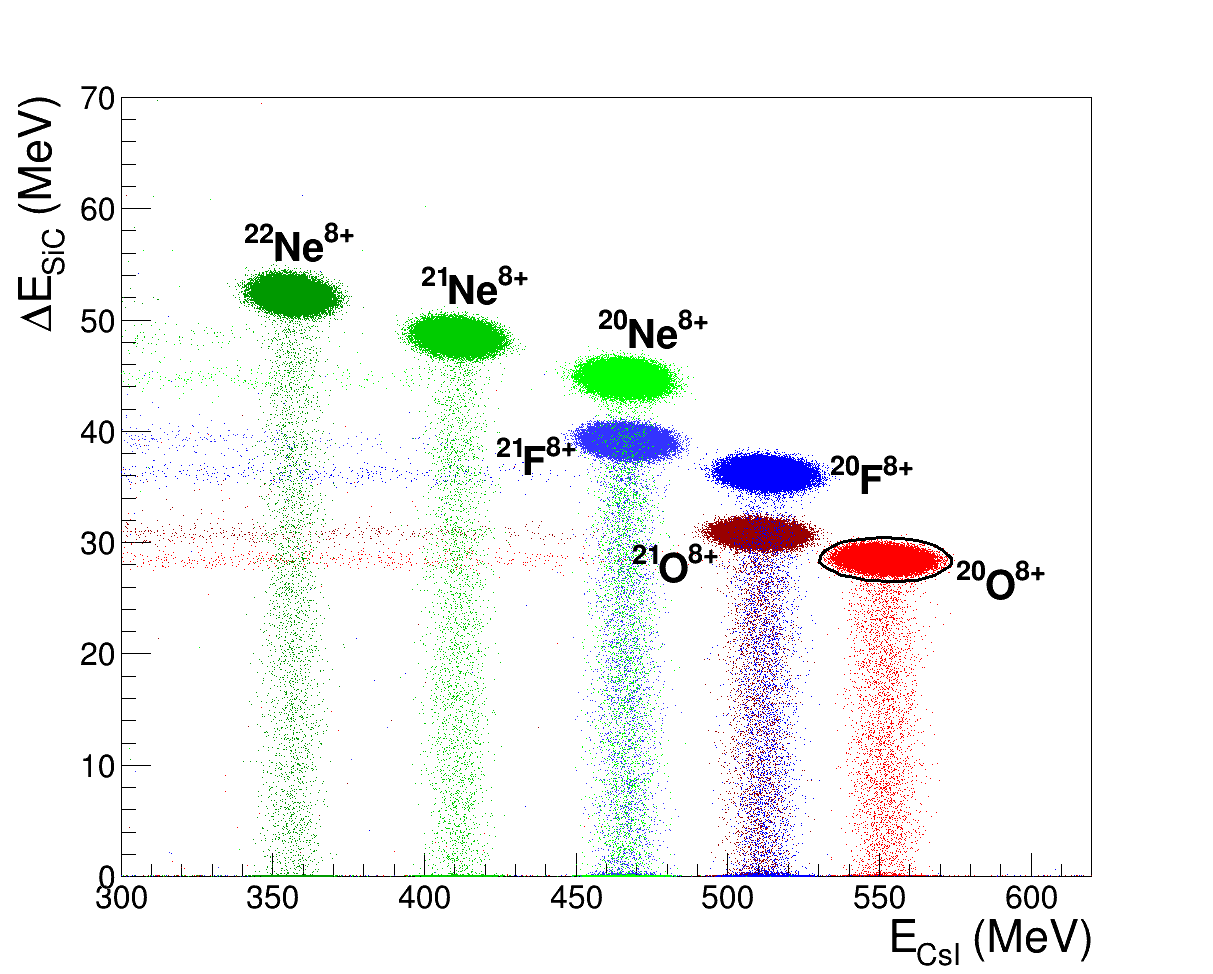 ΔE_SiC (MeV)
70
60
50
40
30
20
10
0
²²Ne⁸⁺
²¹Ne⁸⁺
²⁰Ne⁸⁺
²¹F⁸⁺
²⁰F⁸⁺
²¹O⁸⁺
²⁰O⁸⁺
300 350 400 450 500 550 600
E_CsI (MeV)